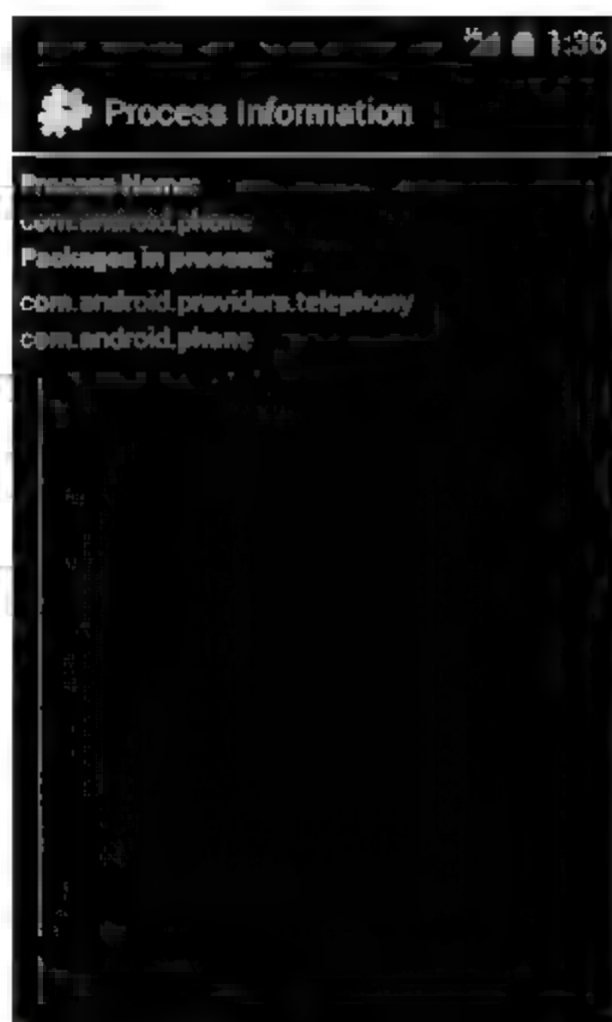 1:36
Process Information
Process Name:
com.android.phone
Packages in process:
com.android.providers.telephony
com.android.phone